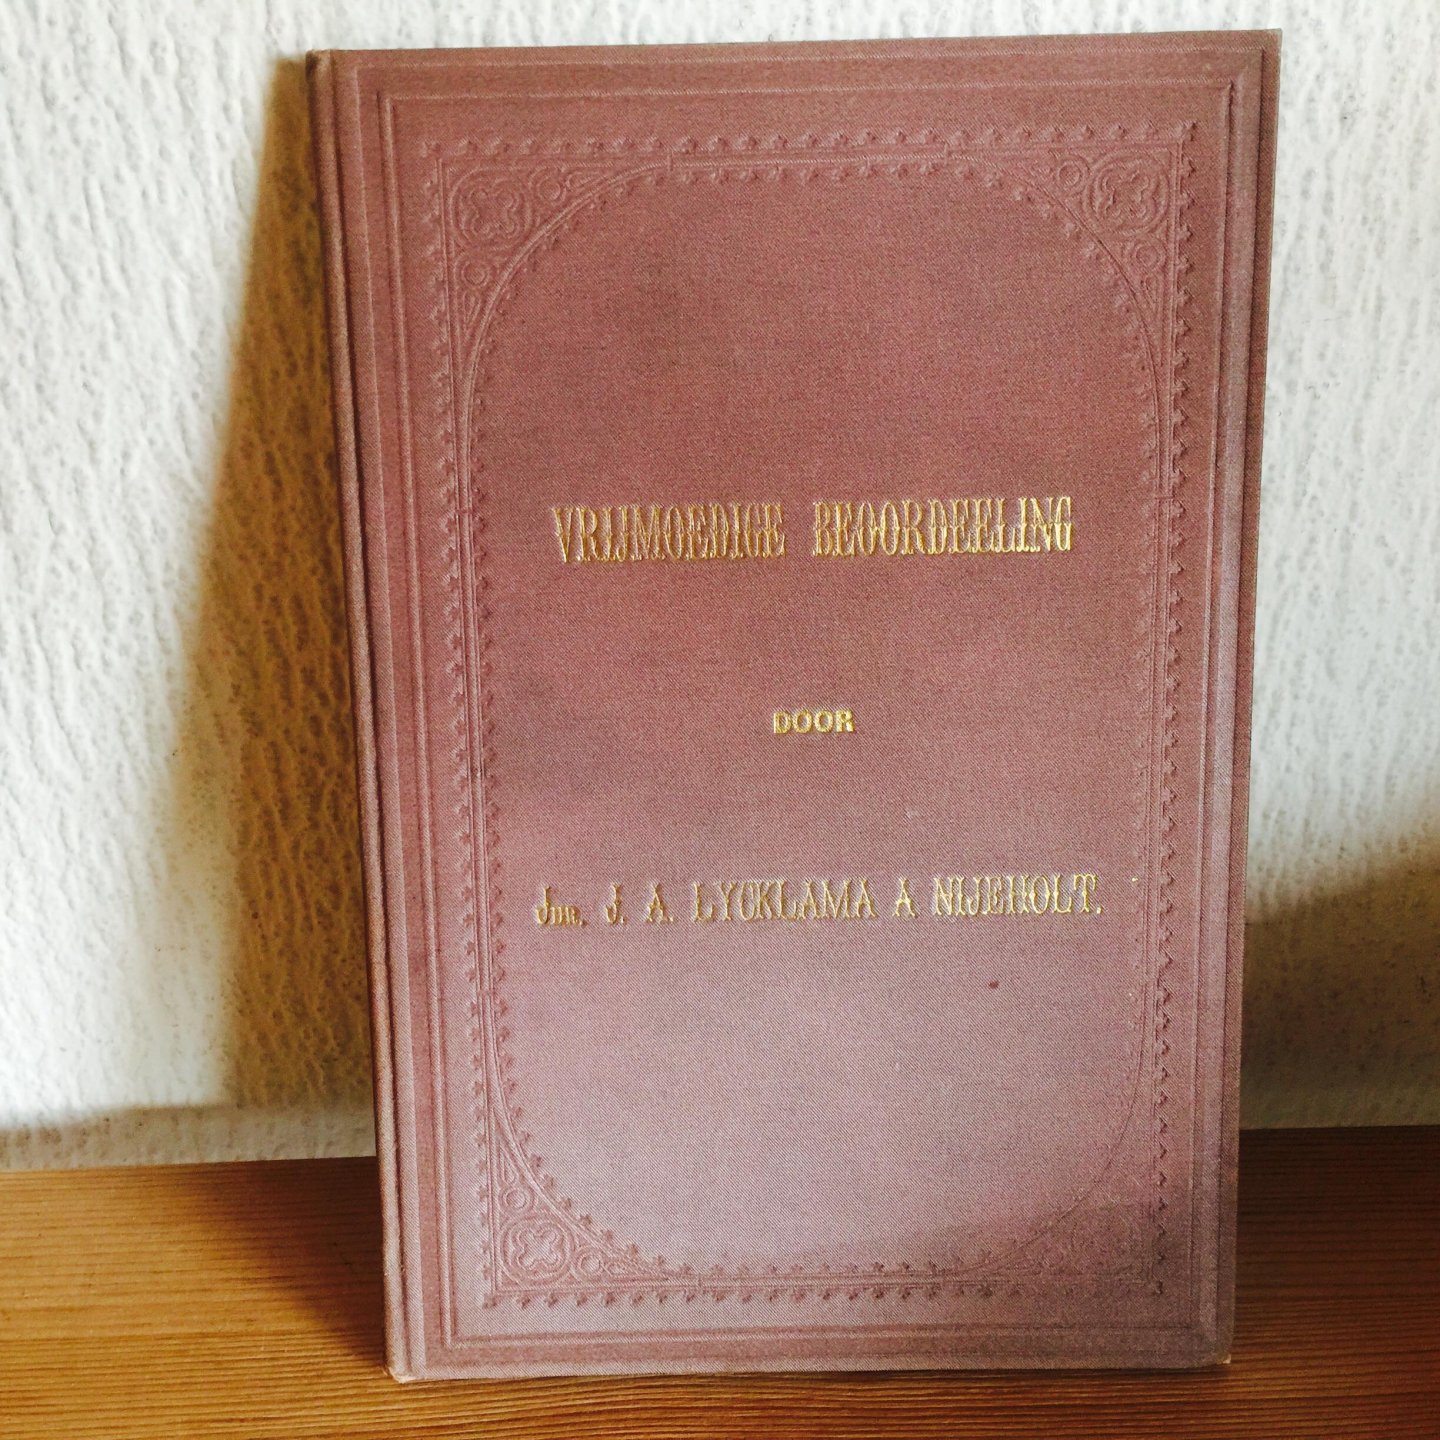 VRIJMOEDIGE BEOORDEELING
DOOR
JHR. J. A. LYCKLAMA A NIJEHOLT.